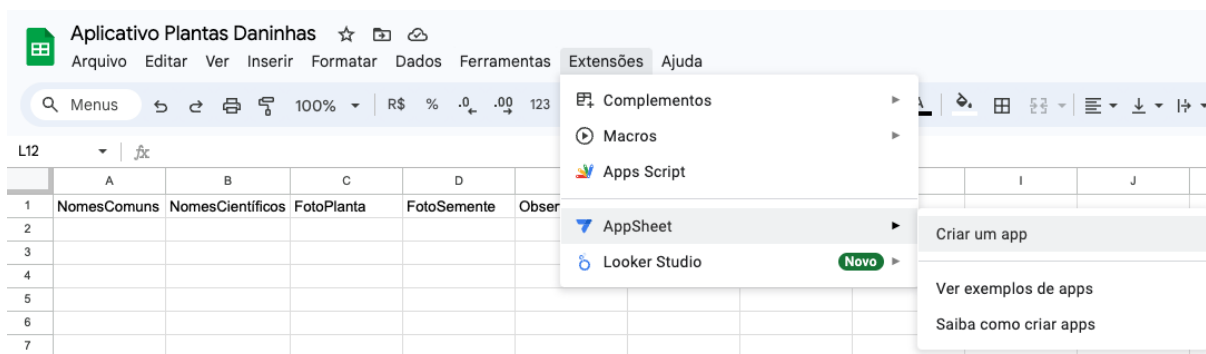 Aplicativo Plantas Daninhas
Arquivo Editar Ver Inserir Formatar Dados Ferramentas Extensões Ajuda
Menus 100% R$ % .0 .00 123
L12 fx
A B C D I J
1 NomesComuns NomesCientíficos FotoPlanta FotoSemente Obser
2
3
4
5
6
7
Complementos
Macros
Apps Script
AppSheet
Looker Studio Novo
Criar um app
Ver exemplos de apps
Saiba como criar apps